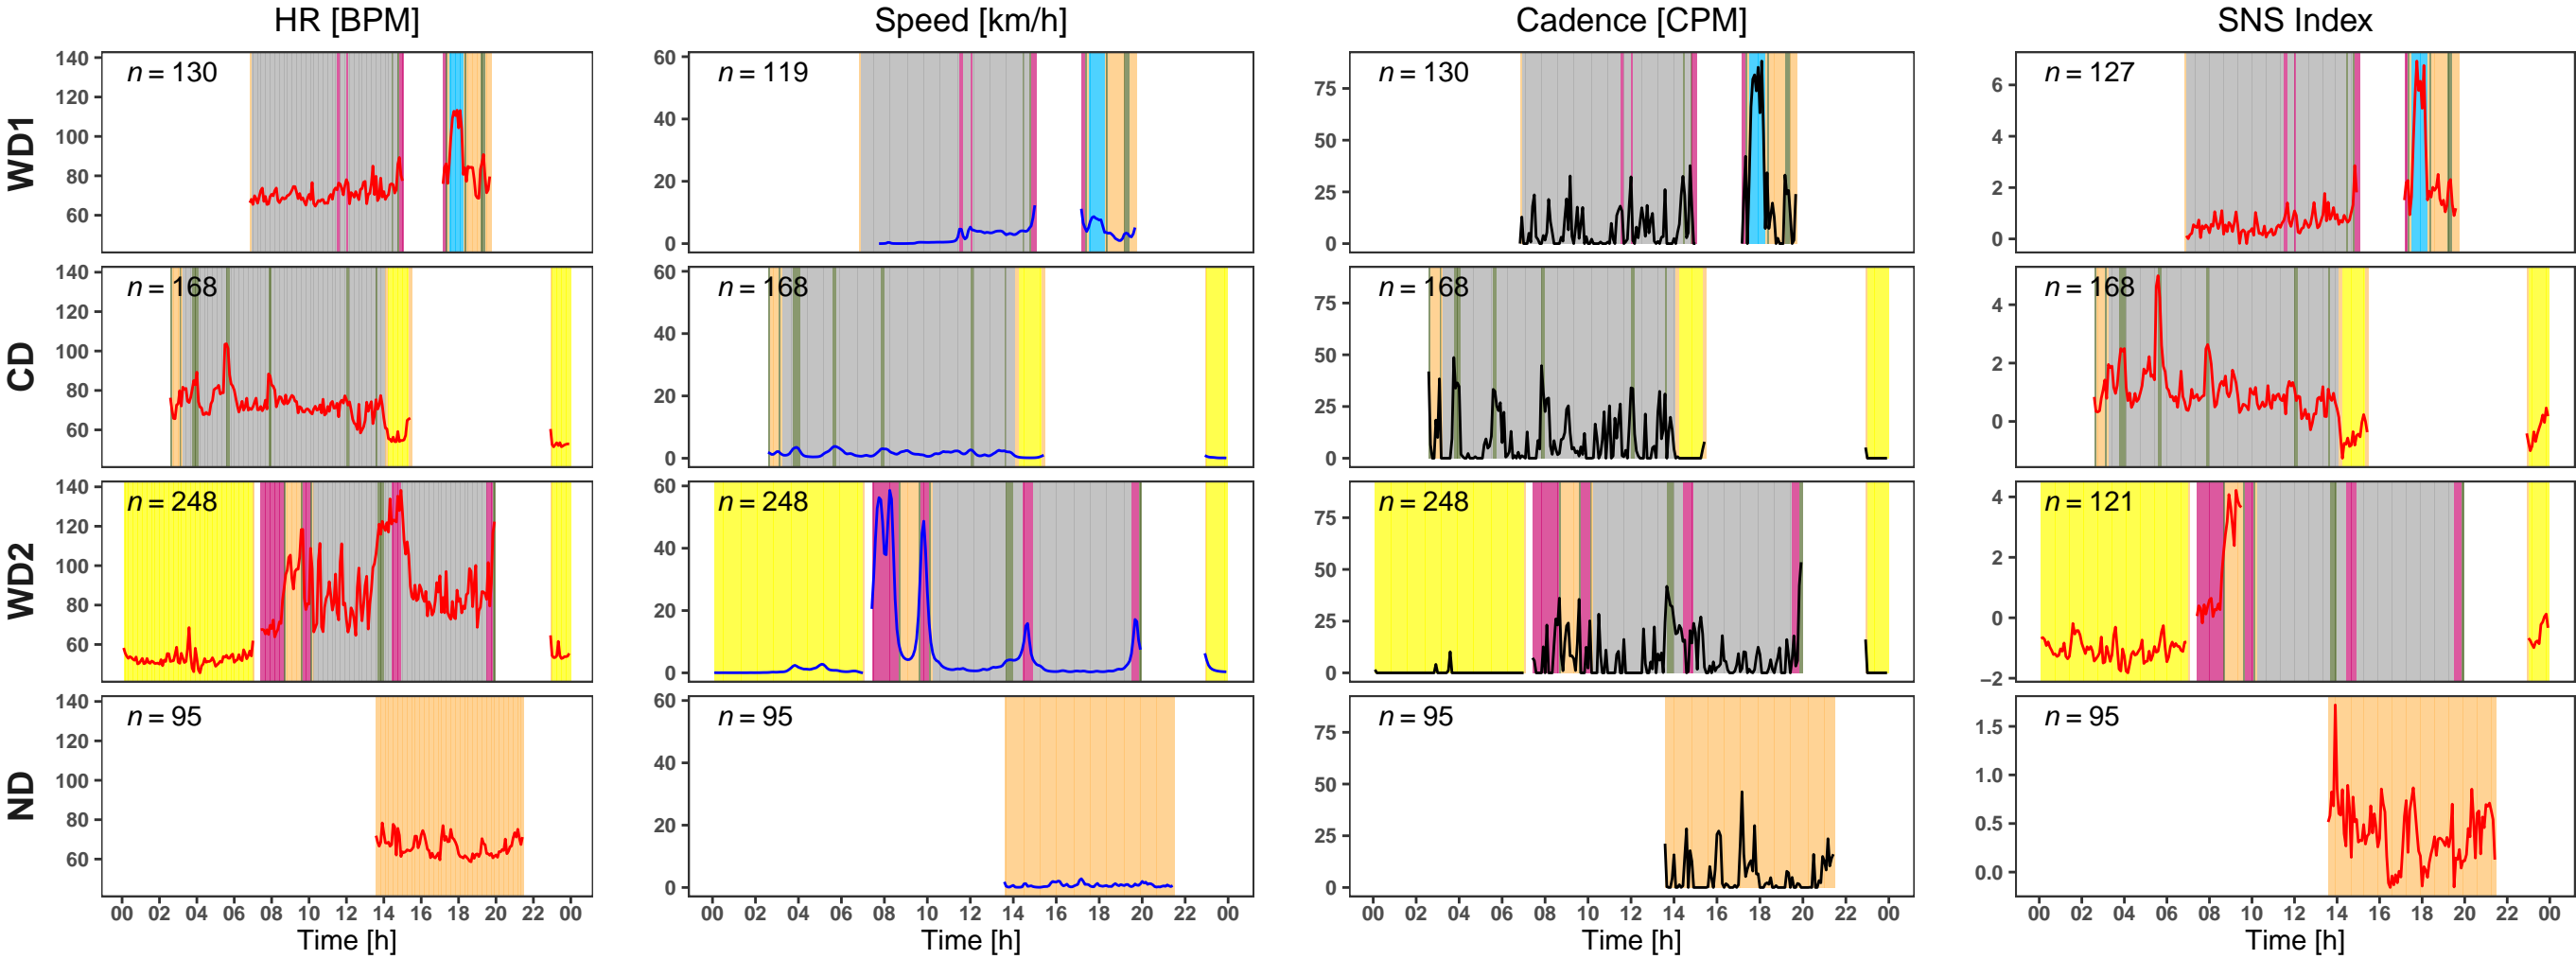 HR [BPM] Speed [km/h] Cadence [CPM] SNS Index
WD1
140
120
100
80
60
n = 130
60
40
20
0
n = 119
75
50
25
0
n = 130
6
4
2
0
n = 127
CD
140
120
100
80
60
n = 168
60
40
20
0
n = 168
75
50
25
0
n = 168
4
2
0
n = 168
WD2
140
120
100
80
60
n = 248
60
40
20
0
n = 248
75
50
25
0
n = 248
4
2
0
−2
n = 121
ND
140
120
100
80
60
n = 95
60
40
20
0
n = 95
75
50
25
0
n = 95
1.5
1.0
0.5
0.0
n = 95
00 02 04 06 08 10 12 14 16 18 20 22 00
Time [h]
00 02 04 06 08 10 12 14 16 18 20 22 00
Time [h]
00 02 04 06 08 10 12 14 16 18 20 22 00
Time [h]
00 02 04 06 08 10 12 14 16 18 20 22 00
Time [h]